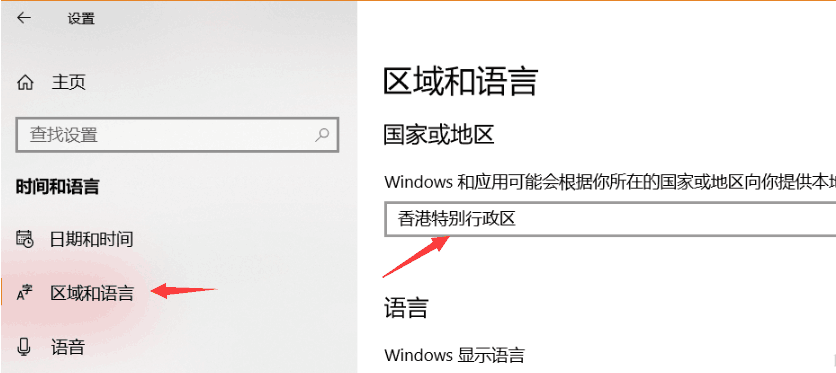 设置
主页
查找设置
时间和语言
日期和时间
区域和语言
语音
区域和语言
国家或地区
Windows 和应用可能会根据你所在的国家或地区向你提供本地
香港特别行政区
语言
Windows 显示语言